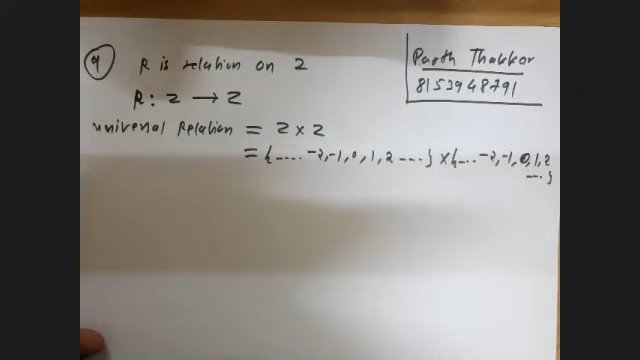 9 R is relation on Z
R : Z → Z
universal Relation = Z × Z
= {.... -2, -1, 0, 1, 2 ....} × {... -2, -1, 0, 1, 2
....}
Parth Thakkar
8153948791